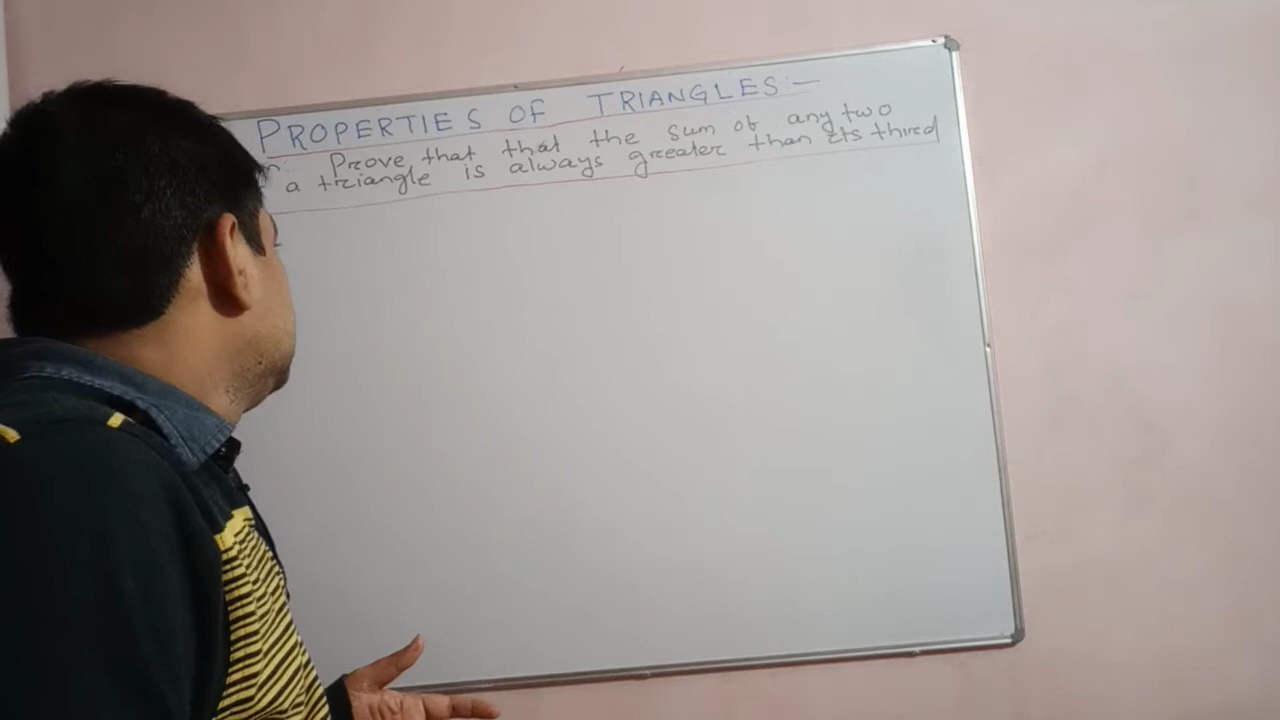 PROPERTIES OF TRIANGLES:-
Prove that that the sum of any two
a triangle is always greater than its third